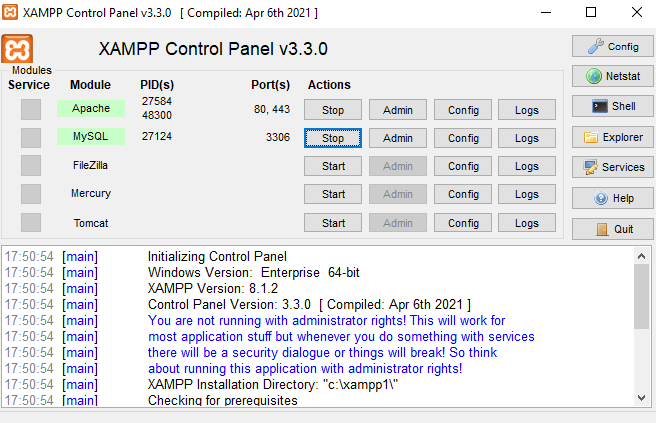 XAMPP Control Panel v3.3.0 [ Compiled: Apr 6th 2021 ]
XAMPP Control Panel v3.3.0
Config
Modules
Service Module PID(s) Port(s) Actions
Netstat
Apache 27584 48300 80, 443 Stop Admin Config Logs
Shell
MySQL 27124 3306 Stop Admin Config Logs
Explorer
FileZilla Start Admin Config Logs
Services
Mercury Start Admin Config Logs
Help
Tomcat Start Admin Config Logs
Quit
17:50:54 [main] Initializing Control Panel
17:50:54 [main] Windows Version: Enterprise 64-bit
17:50:54 [main] XAMPP Version: 8.1.2
17:50:54 [main] Control Panel Version: 3.3.0 [ Compiled: Apr 6th 2021 ]
17:50:54 [main] You are not running with administrator rights! This will work for
17:50:54 [main] most application stuff but whenever you do something with services
17:50:54 [main] there will be a security dialogue or things will break! So think
17:50:54 [main] about running this application with administrator rights!
17:50:54 [main] XAMPP Installation Directory: "c:\xampp1\"
17:50:54 [main] Checking for prerequisites